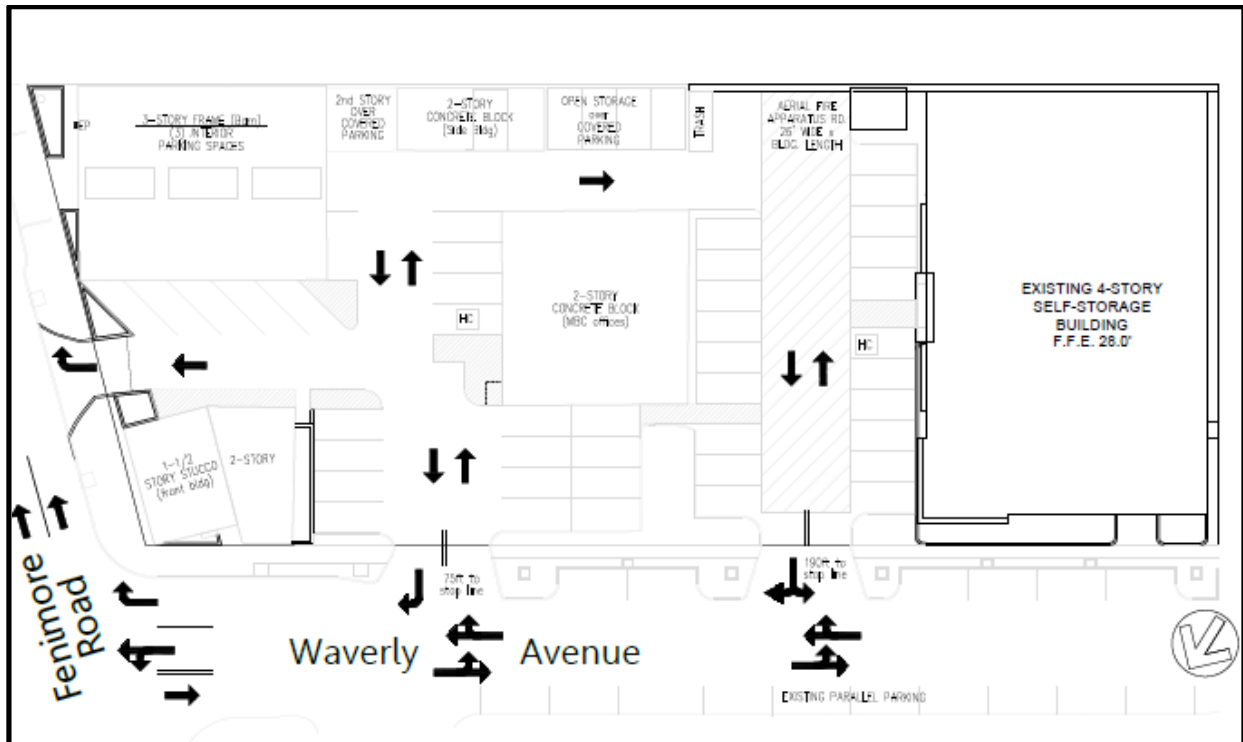 EP
3-STORY FRAME (Barn)
(3) INTERIOR
PARKING SPACES
2nd STORY
OVER
COVERED
PARKING
2-STORY
CONCRETE BLOCK
(Side Bldg)
OPEN STORAGE
over
COVERED
PARKING
TRASH
AERIAL FIRE
APPARATUS RD.
26' WIDE x
BLDG. LENGTH
EXISTING 4-STORY
SELF-STORAGE
BUILDING
F.F.E. 28.0'
2-STORY
CONCRETE BLOCK
(MBC offices)
HC
HC
1-1/2
STORY STUCCO
(front bldg)
2-STORY
75ft to
stop line
190ft to
stop line
Fenimore
Road
Waverly Avenue
EXISTING PARALLEL PARKING